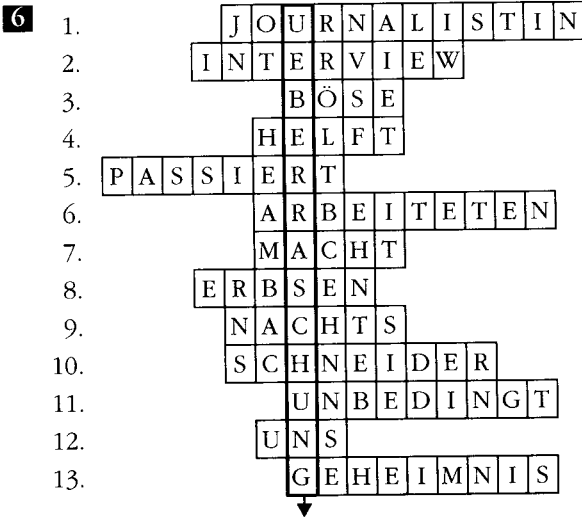 6 1. JOURNALISTIN
2. INTERVIEW
3. BÖSE
4. HELFT
5. PASSIERT
6. ARBEITETEN
7. MACHT
8. ERBSEN
9. NACHTS
10. SCHNEIDER
11. UNBEDINGT
12. UNS
13. GEHEIMNIS